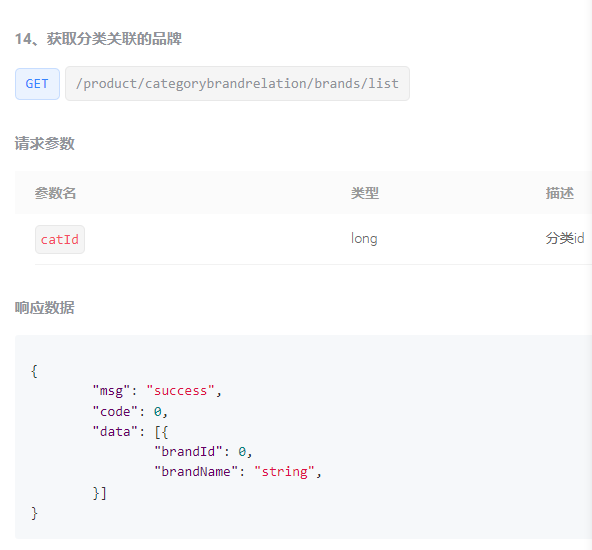 14、获取分类关联的品牌
GET /product/categorybrandrelation/brands/list
请求参数
参数名 类型 描述
catId long 分类id
响应数据
{
"msg": "success",
"code": 0,
"data": [{
"brandId": 0,
"brandName": "string",
}]
}